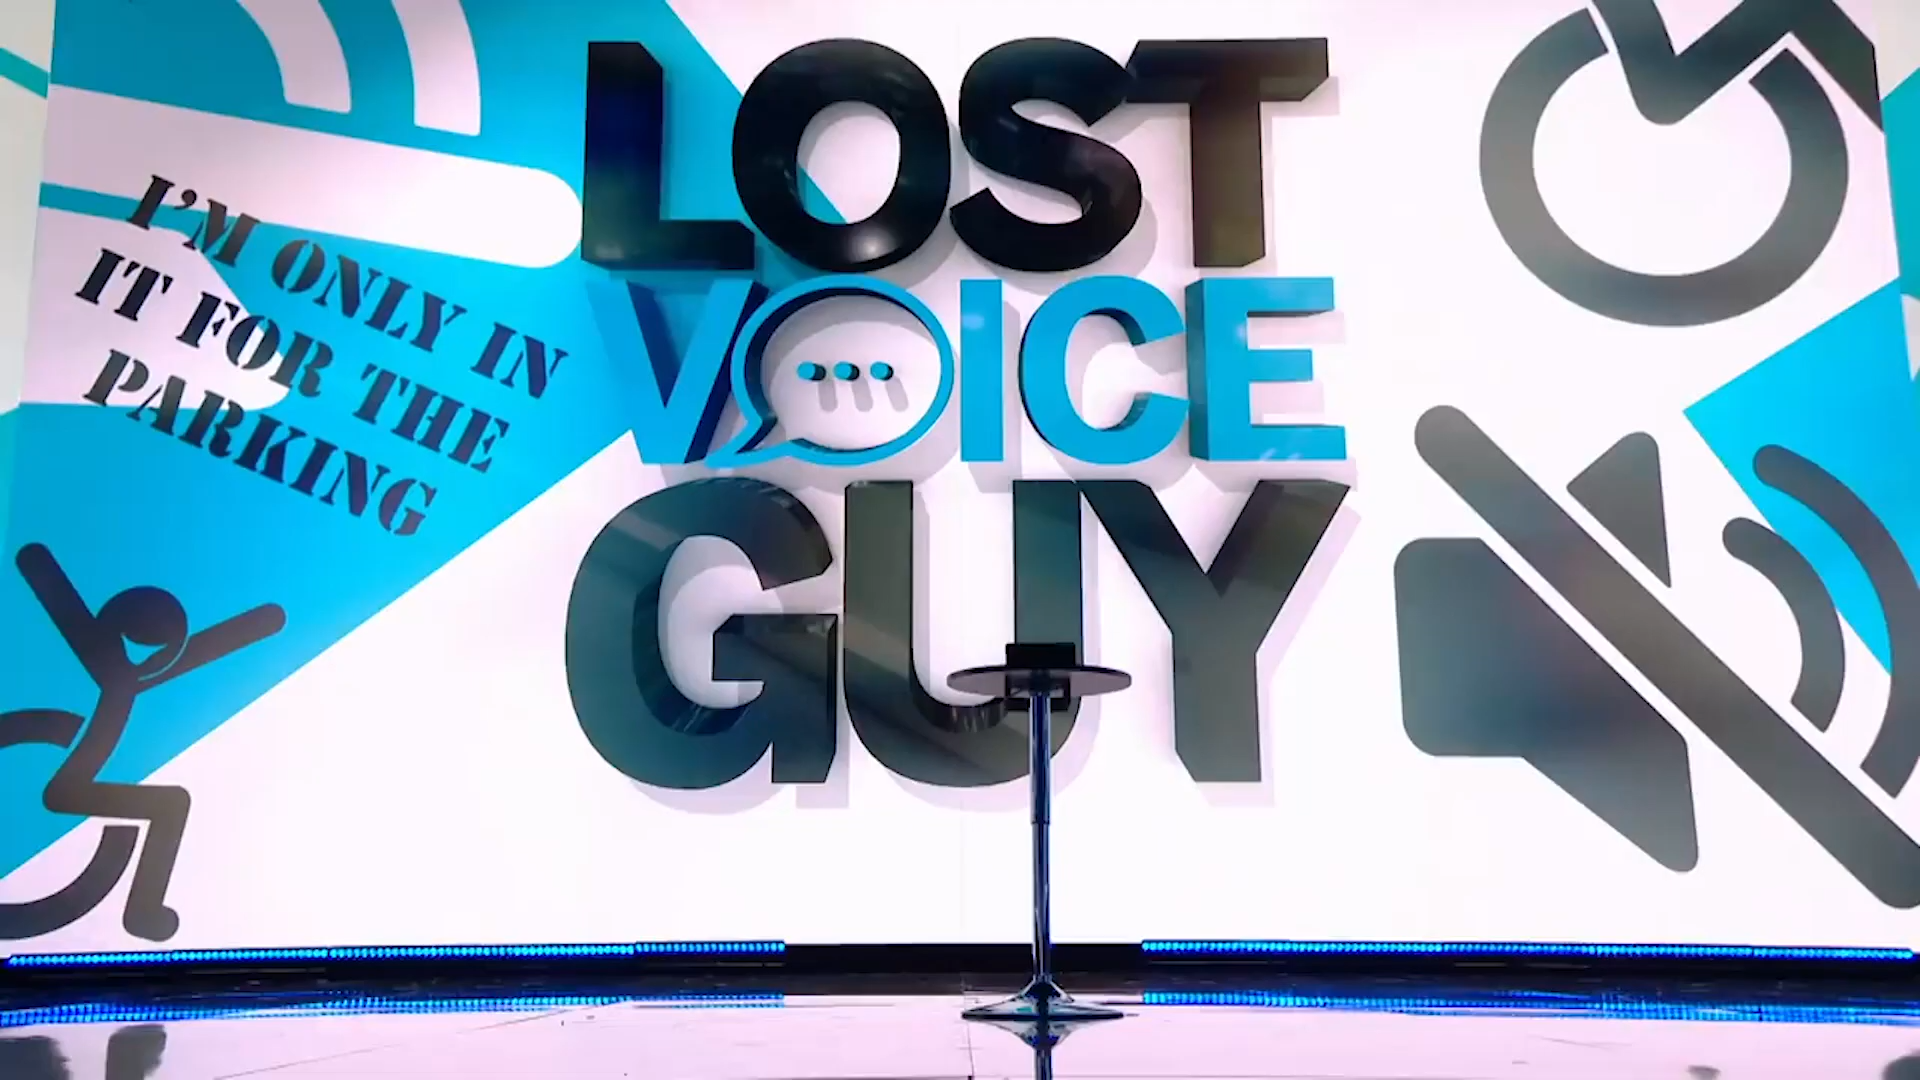 LOST
VOICE
GUY
I'M ONLY IN
IT FOR THE
PARKING